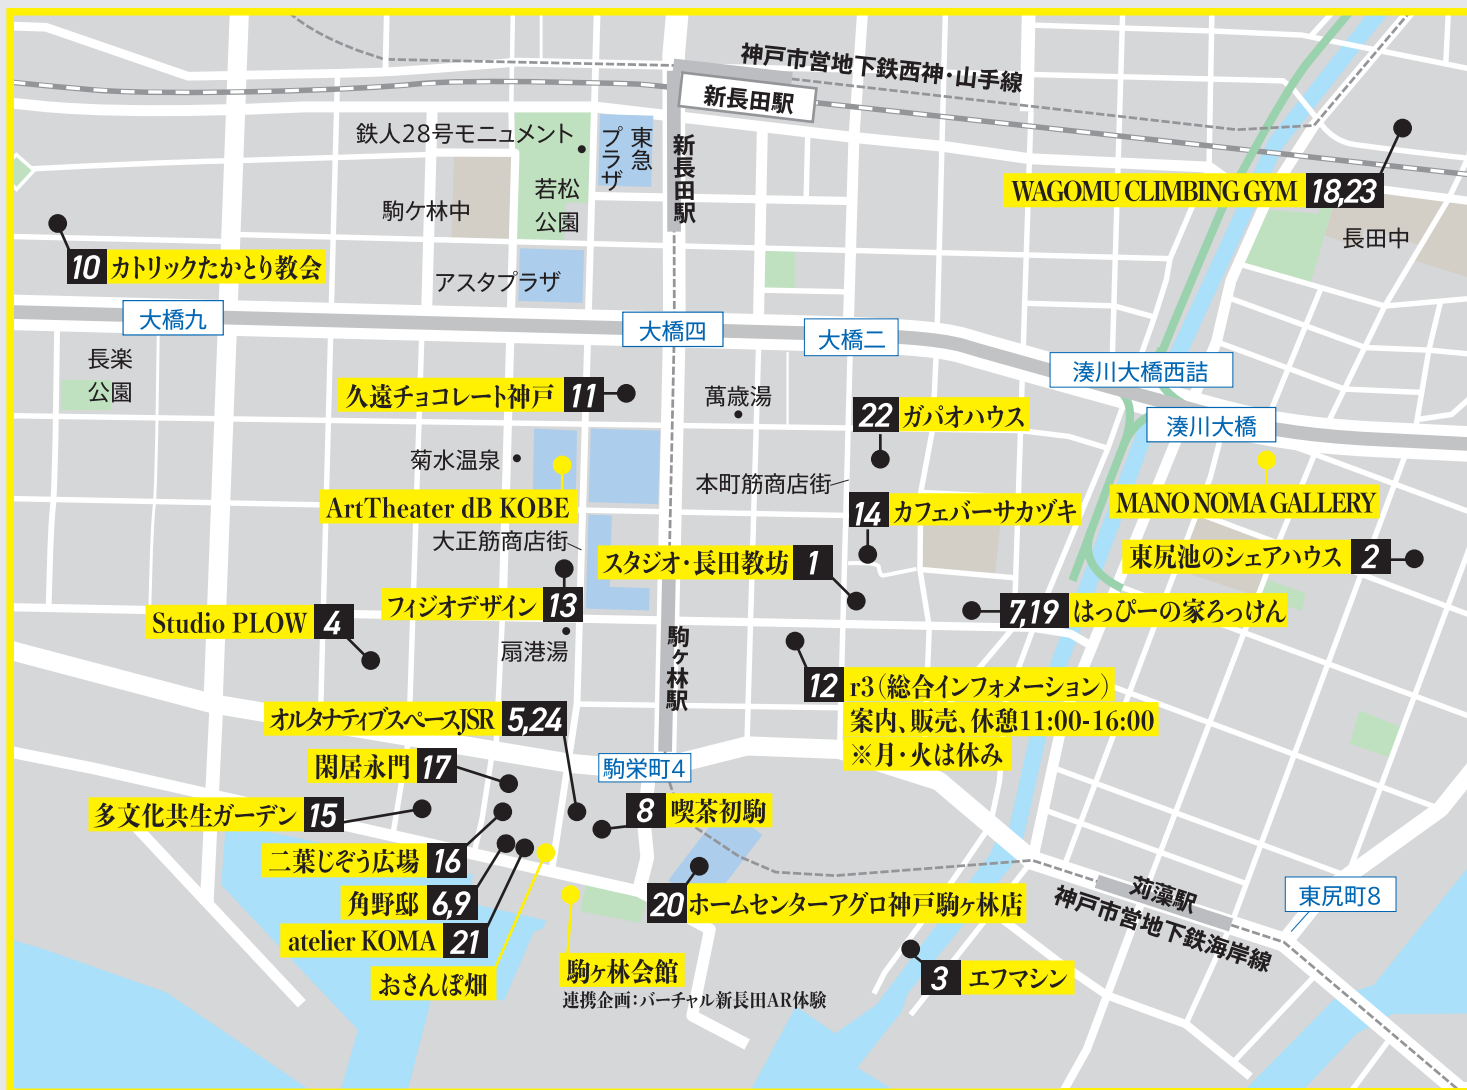 神戸市営地下鉄西神・山手線
新長田駅
鉄人28号モニュメント
東急
プラザ
新長田駅
若松
公園
駒ケ林中
WAGOMU CLIMBING GYM 18,23
長田中
10 カトリックたかとり教会
アスタプラザ
大橋九
大橋四
大橋二
長楽
公園
湊川大橋西詰
久遠チョコレート神戸 11
萬歳湯
22 ガパオハウス
湊川大橋
菊水温泉
本町筋商店街
ArtTheater dB KOBE
14 カフェバーサカヅキ
MANO NOMA GALLERY
大正筋商店街
スタジオ・長田教坊 1
東尻池のシェアハウス 2
フィジオデザイン 13
7,19 はっぴーの家ろっけん
Studio PLOW 4
扇港湯
駒ヶ林駅
12 r3（総合インフォメーション）
案内、販売、休憩11:00-16:00
※月・火は休み
オルタナティブスペースJSR 5,24
閑居永門 17
駒栄町4
多文化共生ガーデン 15
8 喫茶初駒
二葉じぞう広場 16
角野邸 6,9
20 ホームセンターアグロ神戸駒ヶ林店
苅藻駅
神戸市営地下鉄海岸線
東尻町8
atelier KOMA 21
おさんぽ畑
駒ヶ林会館
連携企画：バーチャル新長田AR体験
3 エフマシン